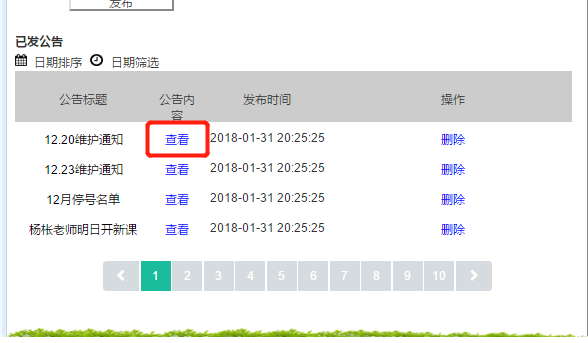 发布
已发公告
日期排序 日期筛选
公告标题 公告内容 发布时间 操作
12.20维护通知 查看 2018-01-31 20:25:25 删除
12.23维护通知 查看 2018-01-31 20:25:25 删除
12月停号名单 查看 2018-01-31 20:25:25 删除
杨枨老师明日开新课 查看 2018-01-31 20:25:25 删除
1 2 3 4 5 6 7 8 9 10